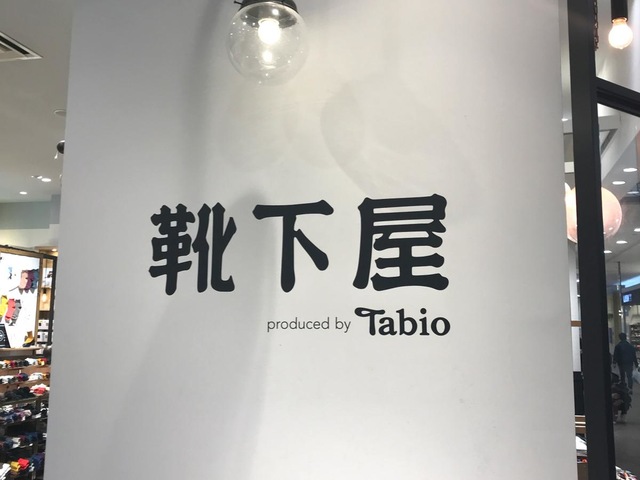 靴下屋
produced by Tabio